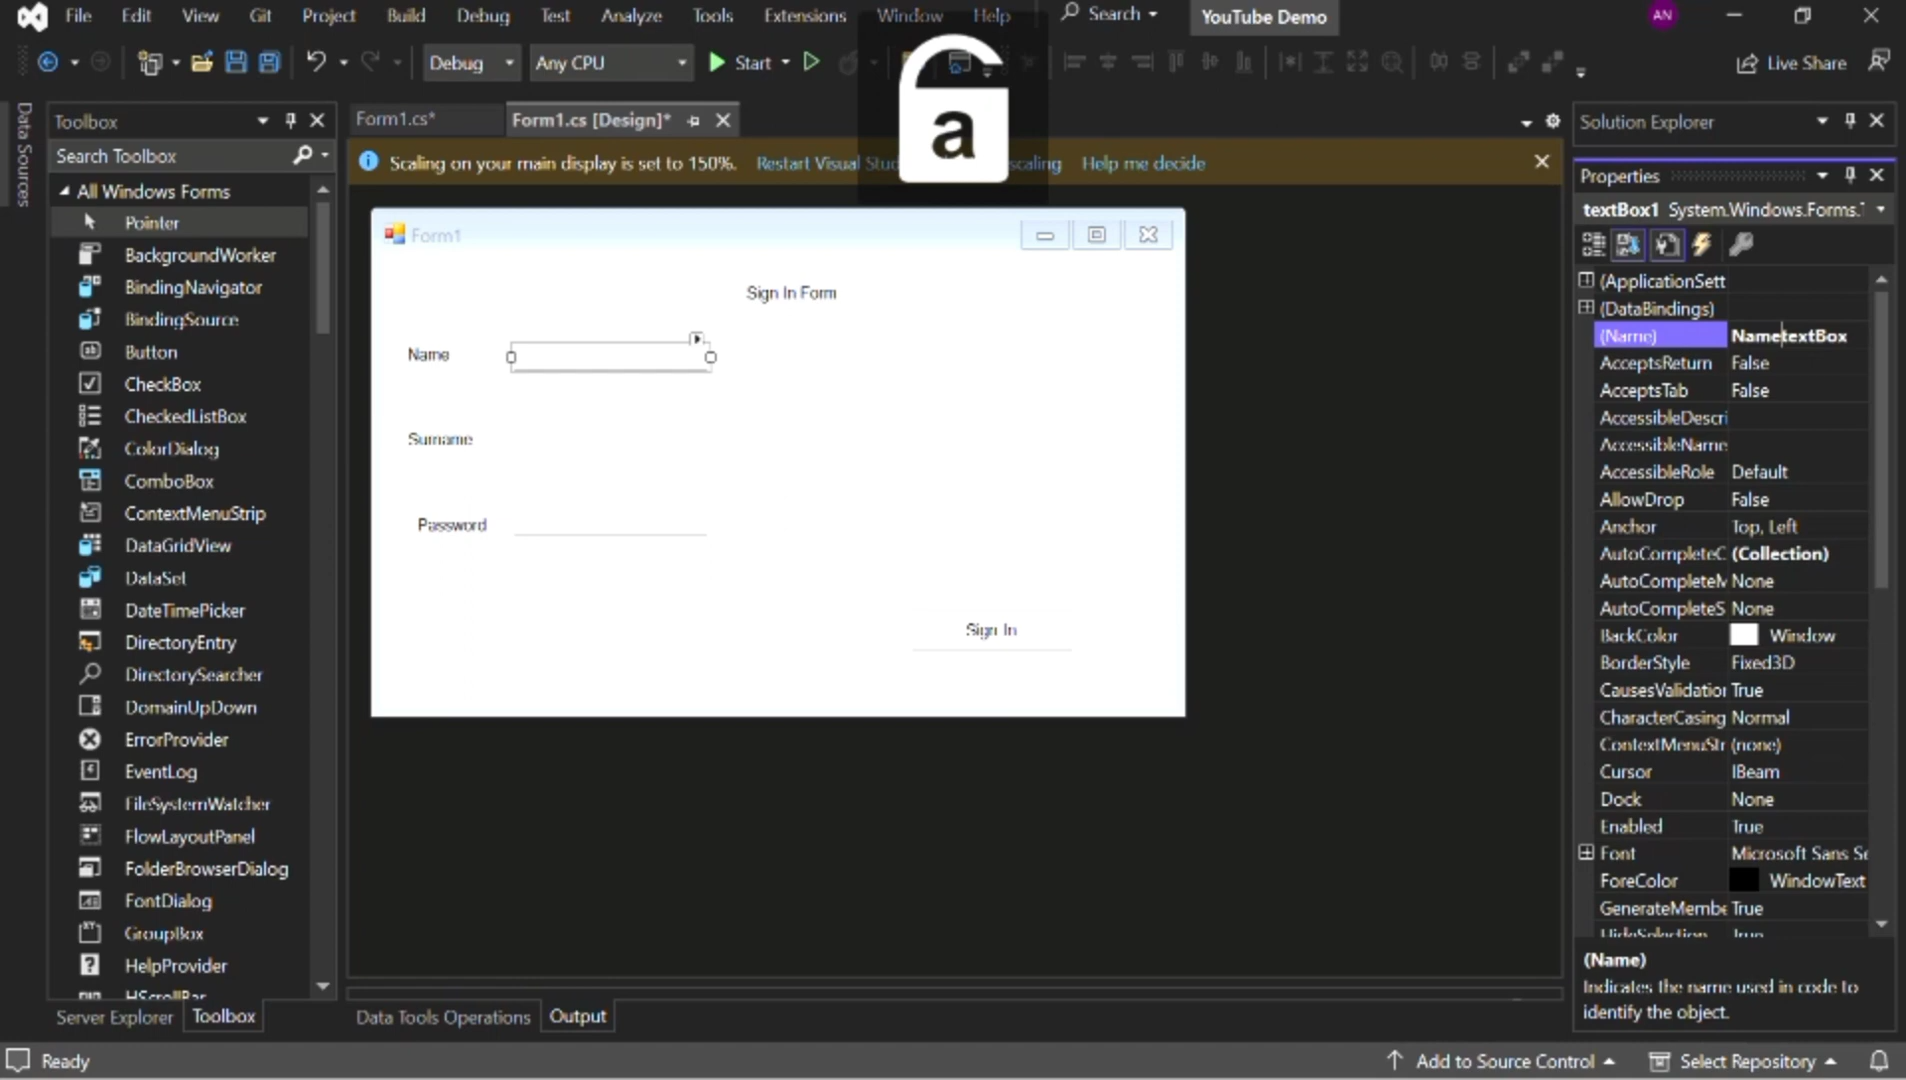 File Edit View Git Project Build Debug Test Analyze Tools Extensions Window Help Search YouTube Demo AN
Debug Any CPU Start Live Share
a
Data Sources
Toolbox
Search Toolbox
All Windows Forms
Pointer
BackgroundWorker
BindingNavigator
BindingSource
Button
CheckBox
CheckedListBox
ColorDialog
ComboBox
ContextMenuStrip
DataGridView
DataSet
DateTimePicker
DirectoryEntry
DirectorySearcher
DomainUpDown
ErrorProvider
EventLog
FileSystemWatcher
FlowLayoutPanel
FolderBrowserDialog
FontDialog
GroupBox
HelpProvider
HScrollBar
Server Explorer Toolbox
Form1.cs* Form1.cs [Design]*
Scaling on your main display is set to 150%. Restart Visual Stud scaling Help me decide
Form1
Sign In Form
Name
Surname
Password
Sign In
Data Tools Operations Output
Solution Explorer
Properties
textBox1 System.Windows.Forms.T
(ApplicationSett
(DataBindings)
(Name) NametextBox
AcceptsReturn False
AcceptsTab False
AccessibleDescri
AccessibleName
AccessibleRole Default
AllowDrop False
Anchor Top, Left
AutoCompleteC (Collection)
AutoCompleteM None
AutoCompleteS None
BackColor Window
BorderStyle Fixed3D
CausesValidation True
CharacterCasing Normal
ContextMenuStr (none)
Cursor IBeam
Dock None
Enabled True
Font Microsoft Sans Se
ForeColor WindowText
GenerateMembe True
HideSelection True
(Name)
Indicates the name used in code to
identify the object.
Ready Add to Source Control Select Repository